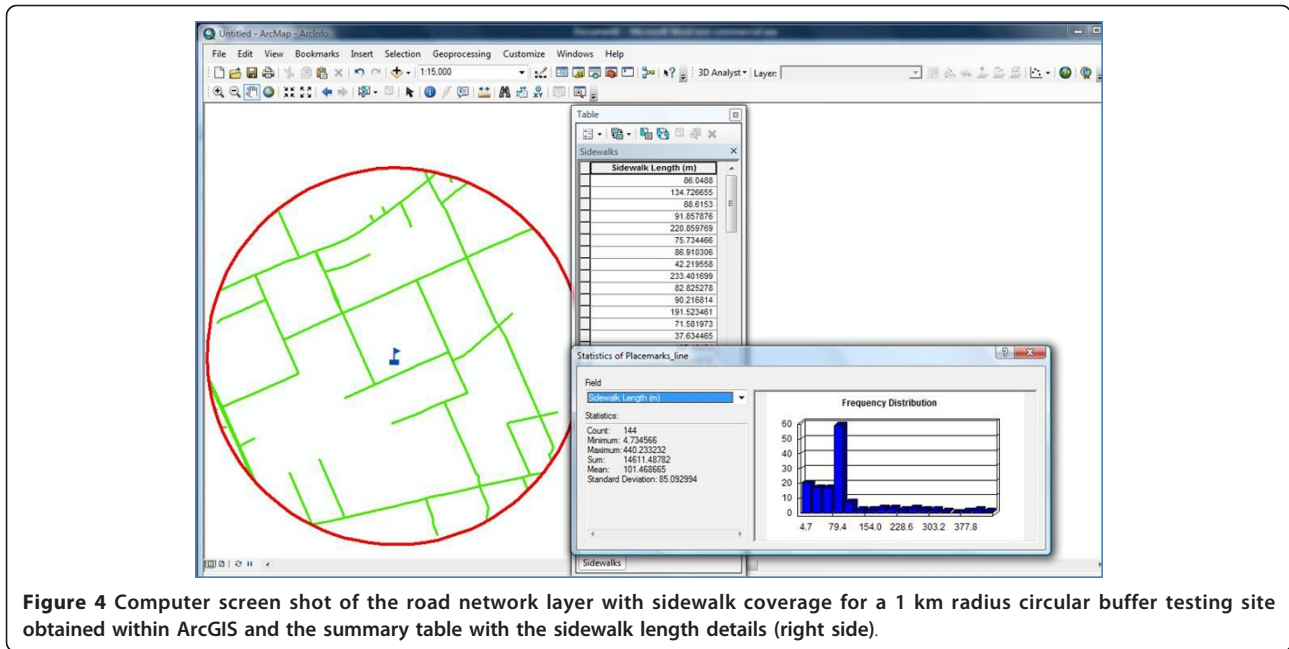 Untitled - ArcMap - ArcInfo
File Edit View Bookmarks Insert Selection Geoprocessing Customize Windows Help
1:15,000 3D Analyst Layer:
Table
Sidewalks
Sidewalk Length (m)
86.0488
134.726655
88.6153
91.857876
220.859769
75.734466
86.910306
42.219558
233.401699
82.825278
90.216814
191.523461
71.581973
37.634465
Statistics of Placemarks_line
Field
Sidewalk Length (m)
Statistics:
Count: 144
Minimum: 4.734566
Maximum: 440.233232
Sum: 14611.48782
Mean: 101.468665
Standard Deviation: 85.092994
Frequency Distribution
60
50
40
30
20
10
0
4.7 79.4 154.0 228.6 303.2 377.8
Sidewalks
Figure 4 Computer screen shot of the road network layer with sidewalk coverage for a 1 km radius circular buffer testing site
obtained within ArcGIS and the summary table with the sidewalk length details (right side).